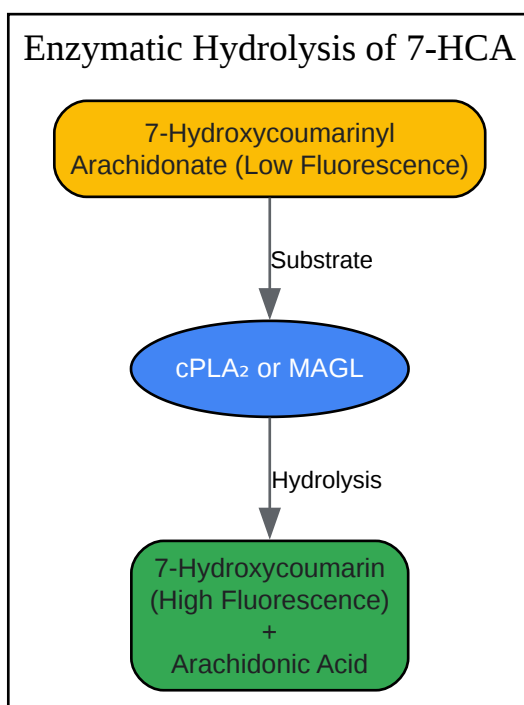 Enzymatic Hydrolysis of 7-HCA
7-Hydroxycoumarinyl
Arachidonate (Low Fluorescence)
Substrate
cPLA₂ or MAGL
Hydrolysis
7-Hydroxycoumarin
(High Fluorescence)
+
Arachidonic Acid